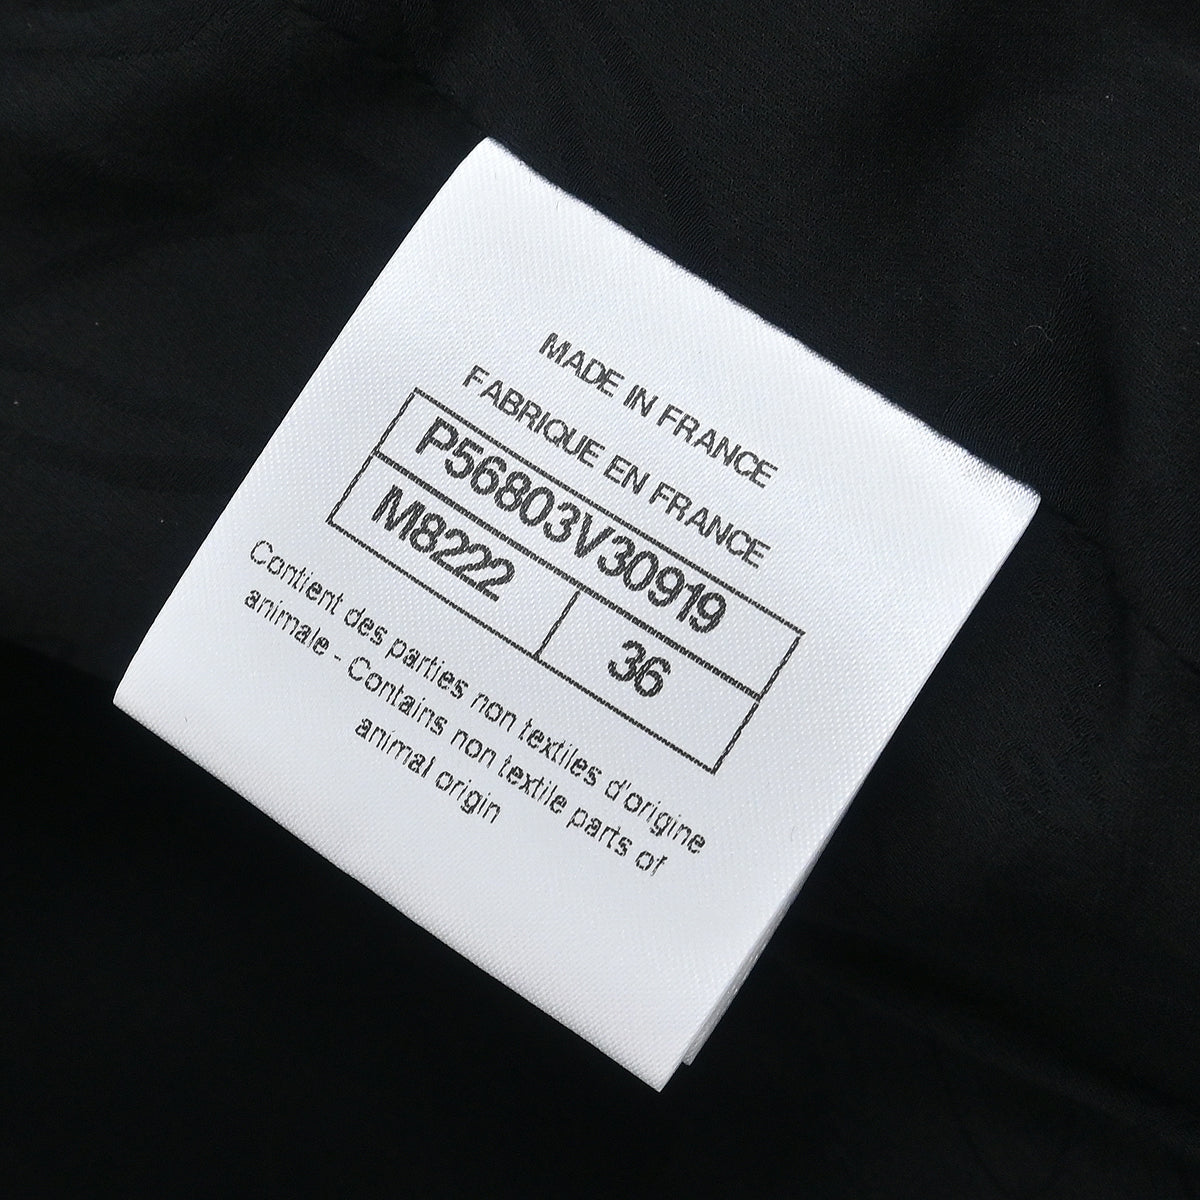 MADE IN FRANCE
FABRIQUE EN FRANCE
P56803V30919
M8222 36
Contient des parties non textiles d'origine
animale - Contains non textile parts of
animal origin